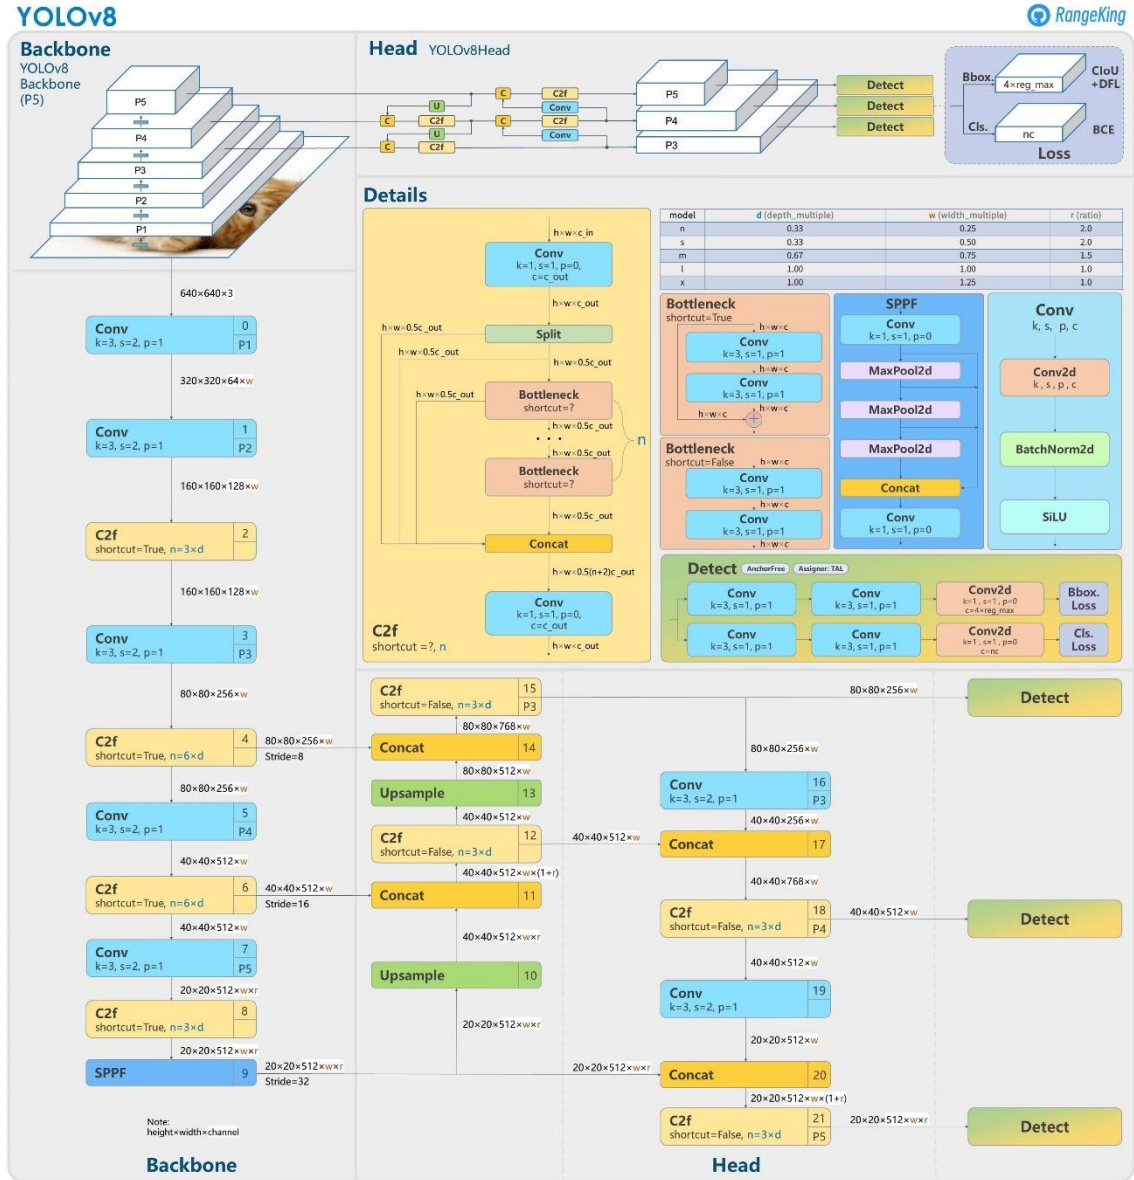 YOLOv8
RangeKing
Backbone
YOLOv8
Backbone
(P5)
P5
P4
P3
P2
P1
Head YOLOv8Head
C
C2f
U
Conv
C
C2f
C
C2f
U
Conv
C
C2f
P5
P4
P3
Detect
Detect
Detect
Bbox.
4×reg_max
CIoU
+DFL
Cls.
nc
BCE
Loss
Details
h×w×c_in
Conv
k=1, s=1, p=0,
c=c_out
h×w×c_out
Split
h×w×0.5c_out
h×w×0.5c_out
h×w×0.5c_out
h×w×0.5c_out
Bottleneck
shortcut=?
h×w×0.5c_out
• • •
n
h×w×0.5c_out
Bottleneck
shortcut=?
h×w×0.5c_out
Concat
h×w×0.5(n+2)c_out
Conv
k=1, s=1, p=0,
c=c_out
h×w×c_out
C2f
shortcut =?, n
model d (depth_multiple) w (width_multiple) r (ratio)
n 0.33 0.25 2.0
s 0.33 0.50 2.0
m 0.67 0.75 1.5
l 1.00 1.00 1.0
x 1.00 1.25 1.0
Bottleneck
shortcut=True
h×w×c
Conv
k=3, s=1, p=1
h×w×c
Conv
k=3, s=1, p=1
h×w×c
h×w×c
+
Bottleneck
shortcut=False
h×w×c
Conv
k=3, s=1, p=1
h×w×c
Conv
k=3, s=1, p=1
h×w×c
SPPF
Conv
k=1, s=1, p=0
MaxPool2d
MaxPool2d
MaxPool2d
Concat
Conv
k=1, s=1, p=0
Conv
k, s, p, c
Conv2d
k, s, p, c
BatchNorm2d
SiLU
Detect AnchorFree Assigner: TAL
Conv
k=3, s=1, p=1
Conv
k=3, s=1, p=1
Conv2d
k=1, s=1, p=0
c=4×reg_max
Bbox.
Loss
Conv
k=3, s=1, p=1
Conv
k=3, s=1, p=1
Conv2d
k=1, s=1, p=0
c=nc
Cls.
Loss
640×640×3
Conv
k=3, s=2, p=1
0
P1
320×320×64×w
Conv
k=3, s=2, p=1
1
P2
160×160×128×w
C2f
shortcut=True, n=3×d
2
160×160×128×w
Conv
k=3, s=2, p=1
3
P3
80×80×256×w
C2f
shortcut=True, n=6×d
4
80×80×256×w
Stride=8
80×80×256×w
Conv
k=3, s=2, p=1
5
P4
40×40×512×w
C2f
shortcut=True, n=6×d
6
40×40×512×w
Stride=16
40×40×512×w
Conv
k=3, s=2, p=1
7
P5
20×20×512×w×r
C2f
shortcut=True, n=3×d
8
20×20×512×w×r
SPPF
9
20×20×512×w×r
Stride=32
Note:
height×width×channel
Backbone
C2f
shortcut=False, n=3×d
15
P3
80×80×768×w
Concat
14
80×80×512×w
Upsample
13
40×40×512×w
C2f
shortcut=False, n=3×d
12
40×40×512×w
40×40×512×w×(1+r)
Concat
11
40×40×512×w×r
Upsample
10
20×20×512×w×r
80×80×256×w
Detect
80×80×256×w
Conv
k=3, s=2, p=1
16
P3
40×40×256×w
Concat
17
40×40×768×w
C2f
shortcut=False, n=3×d
18
P4
40×40×512×w
Detect
40×40×512×w
Conv
k=3, s=2, p=1
19
20×20×512×w
20×20×512×w×r
Concat
20
20×20×512×w×(1+r)
C2f
shortcut=False, n=3×d
21
P5
20×20×512×w×r
Detect
Head